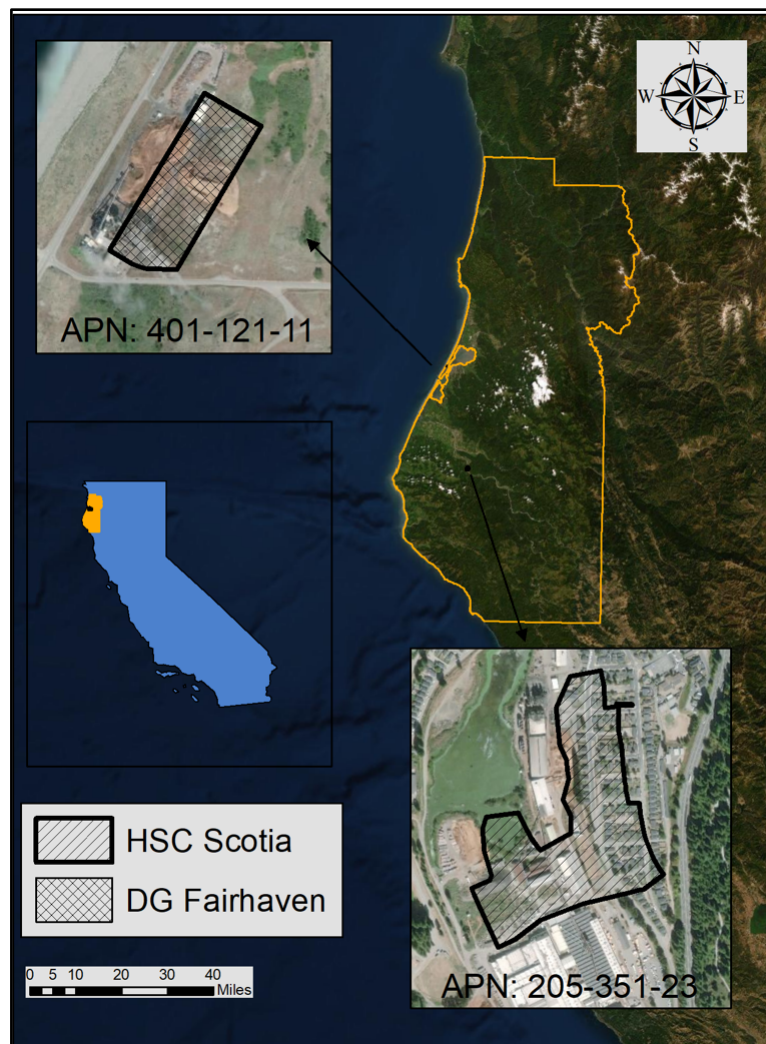 N
W E
S
APN: 401-121-11
APN: 205-351-23
HSC Scotia
DG Fairhaven
0 5 10 20 30 40
Miles